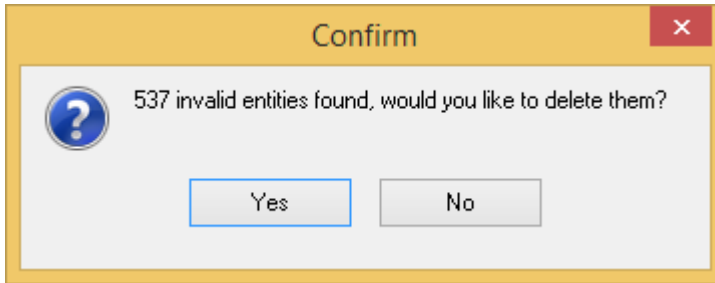 Confirm
537 invalid entities found, would you like to delete them?
Yes
No